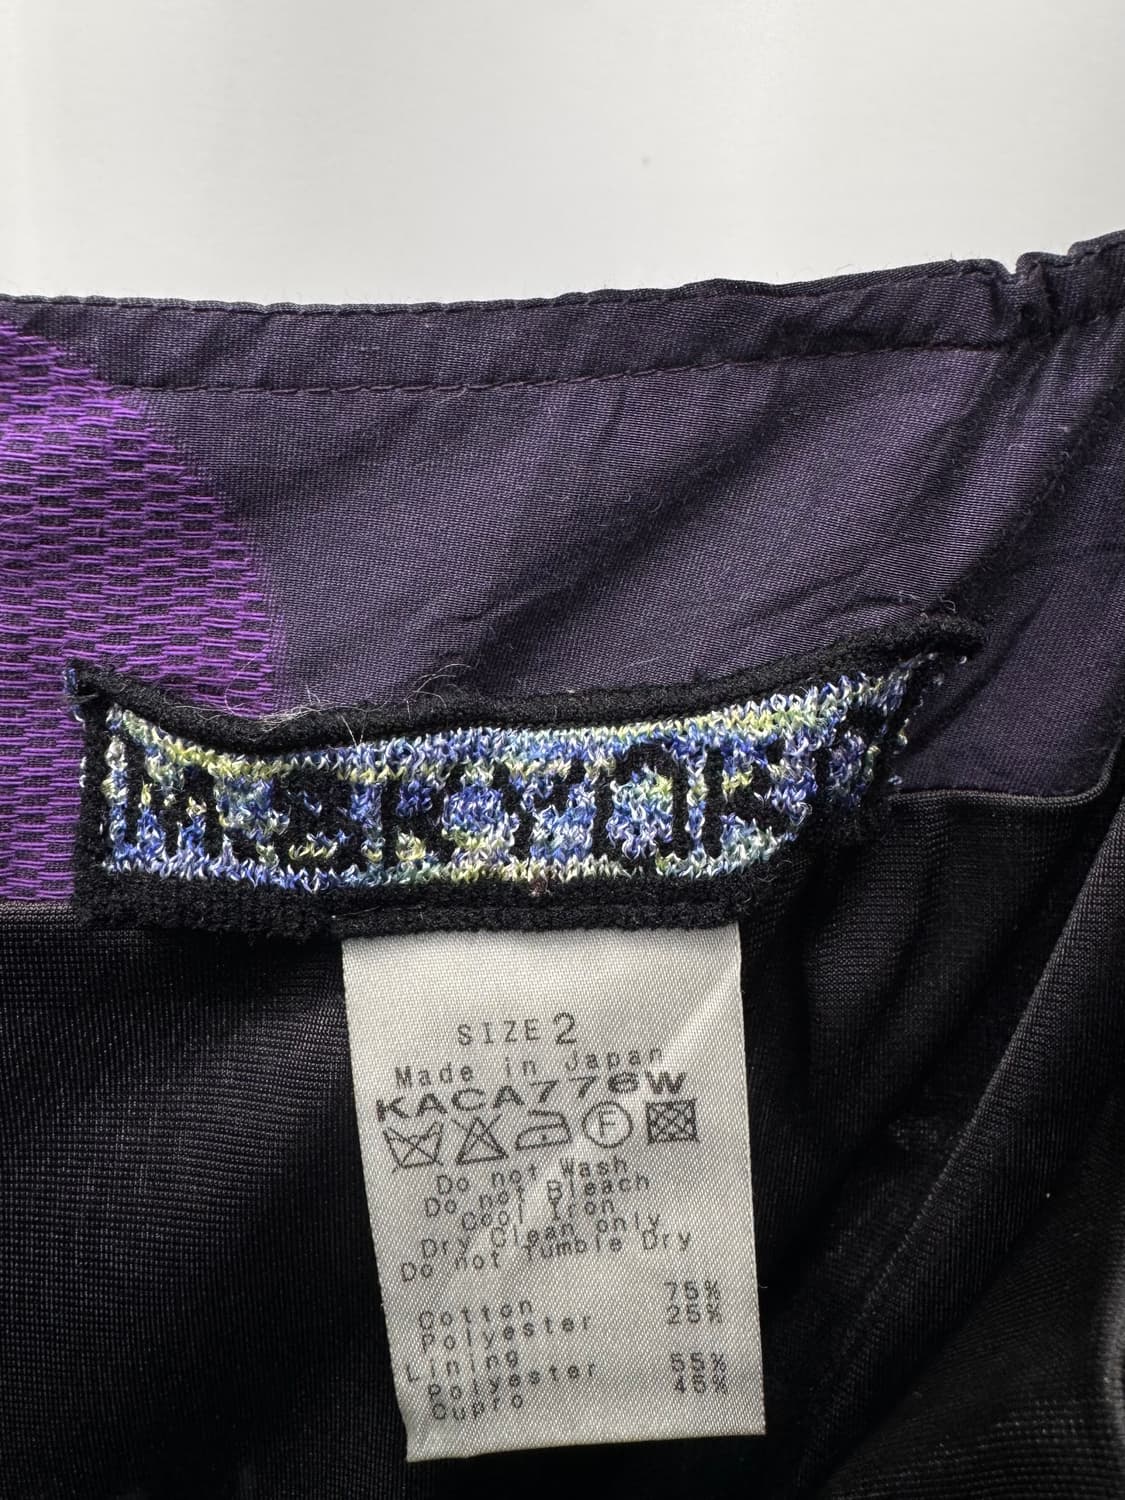 SIZE 2
Made in Japan
KACA776W
F
Do not Wash
Do not Bleach
Cool Iron
Dry Clean only
Do not Tumble Dry
Cotton 75%
Polyester 25%
Lining
Polyester 55%
Cupro 45%